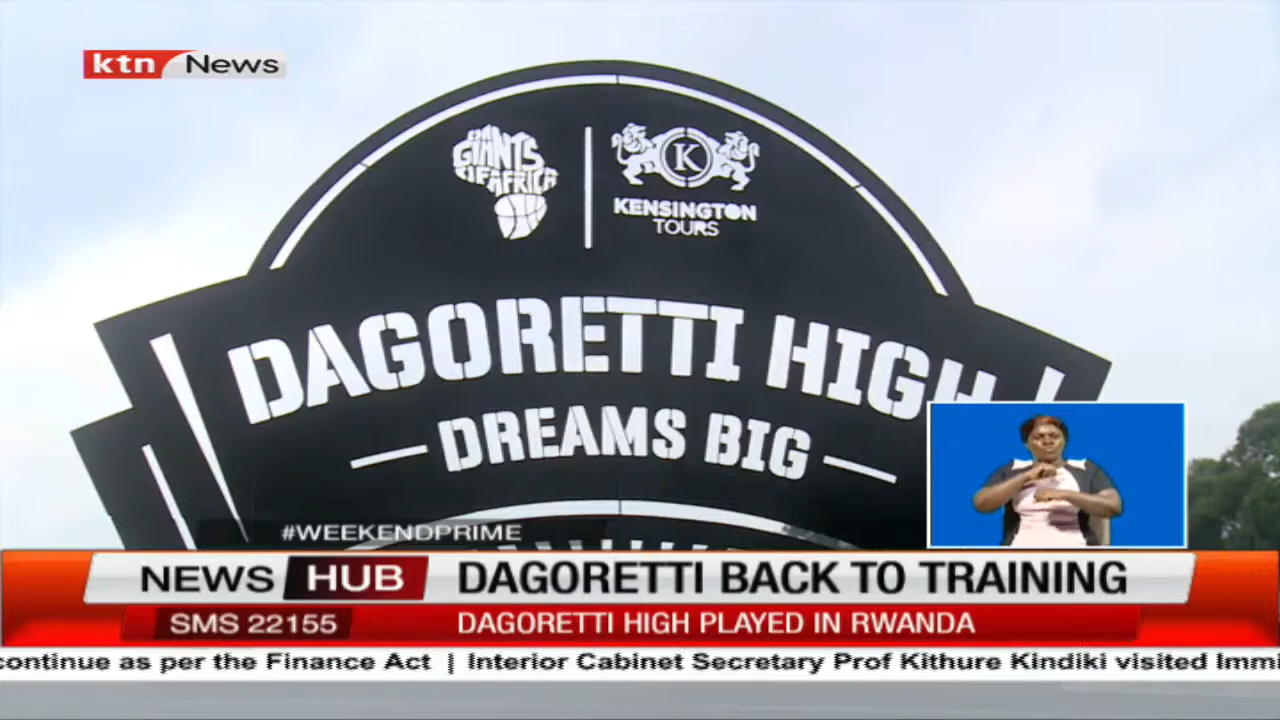 ktn News
GIANTS
OF AFRICA
K
KENSINGTON
TOURS
DAGORETTI HIGH
DREAMS BIG
#WEEKENDPRIME
NEWS HUB
DAGORETTI BACK TO TRAINING
SMS 22155
DAGORETTI HIGH PLAYED IN RWANDA
continue as per the Finance Act | Interior Cabinet Secretary Prof Kithure Kindiki visited Immi